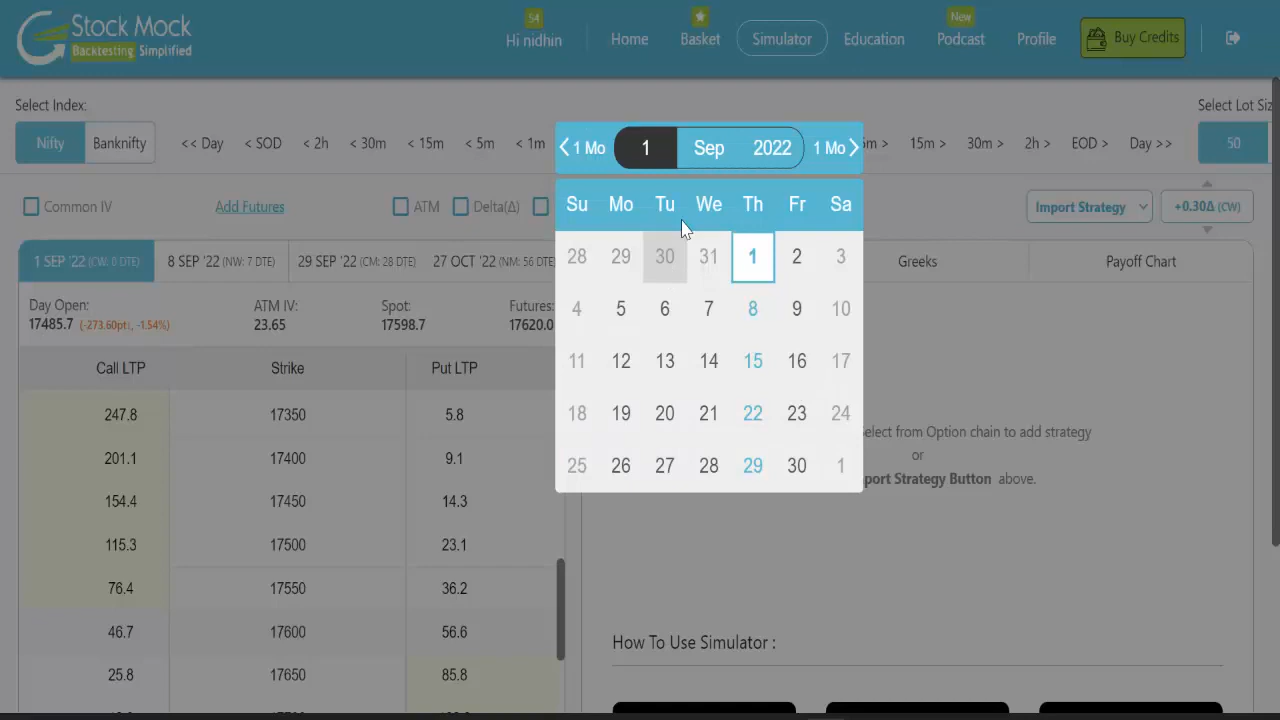 Stock Mock
Backtesting Simplified
54
Hi nidhin
Home
Basket
Simulator
Education
New
Podcast
Profile
Buy Credits
Select Index:
Nifty Banknifty
<< Day < SOD < 2h < 30m < 15m < 5m < 1m
15m > 30m > 2h > EOD > Day >>
Select Lot Siz
50
1 Mo 1 Sep 2022 1 Mo
Common IV Add Futures ATM Delta(Δ)
Import Strategy +0.30Δ (CW)
Su Mo Tu We Th Fr Sa
28 29 30 31 1 2 3
4 5 6 7 8 9 10
11 12 13 14 15 16 17
18 19 20 21 22 23 24
25 26 27 28 29 30 1
1 SEP '22 (CW: 0 DTE) 8 SEP '22 (NW: 7 DTE) 29 SEP '22 (CM: 28 DTE) 27 OCT '22 (NM: 56 DTE)
Greeks Payoff Chart
Day Open: ATM IV: Spot: Futures:
17485.7 (-273.60pts, -1.54%) 23.65 17598.7 17620.0
Call LTP Strike Put LTP
247.8 17350 5.8
201.1 17400 9.1
154.4 17450 14.3
115.3 17500 23.1
76.4 17550 36.2
46.7 17600 56.6
25.8 17650 85.8
Select from Option chain to add strategy
or
port Strategy Button above.
How To Use Simulator :